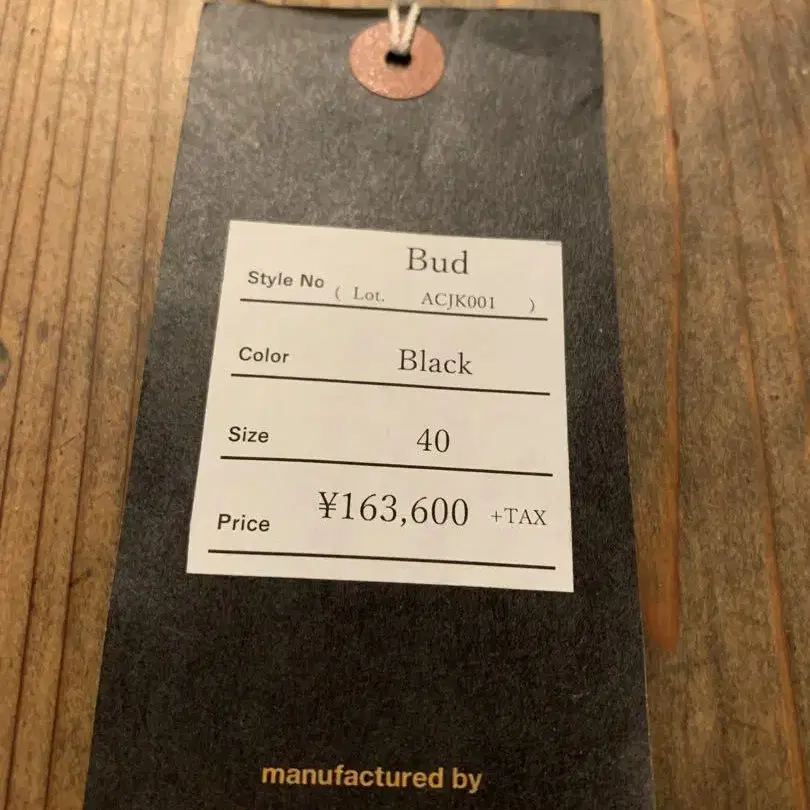 Bud
Style No ( Lot. ACJK001 )
Color Black
Size 40
Price ¥163,600 +TAX
manufactured by